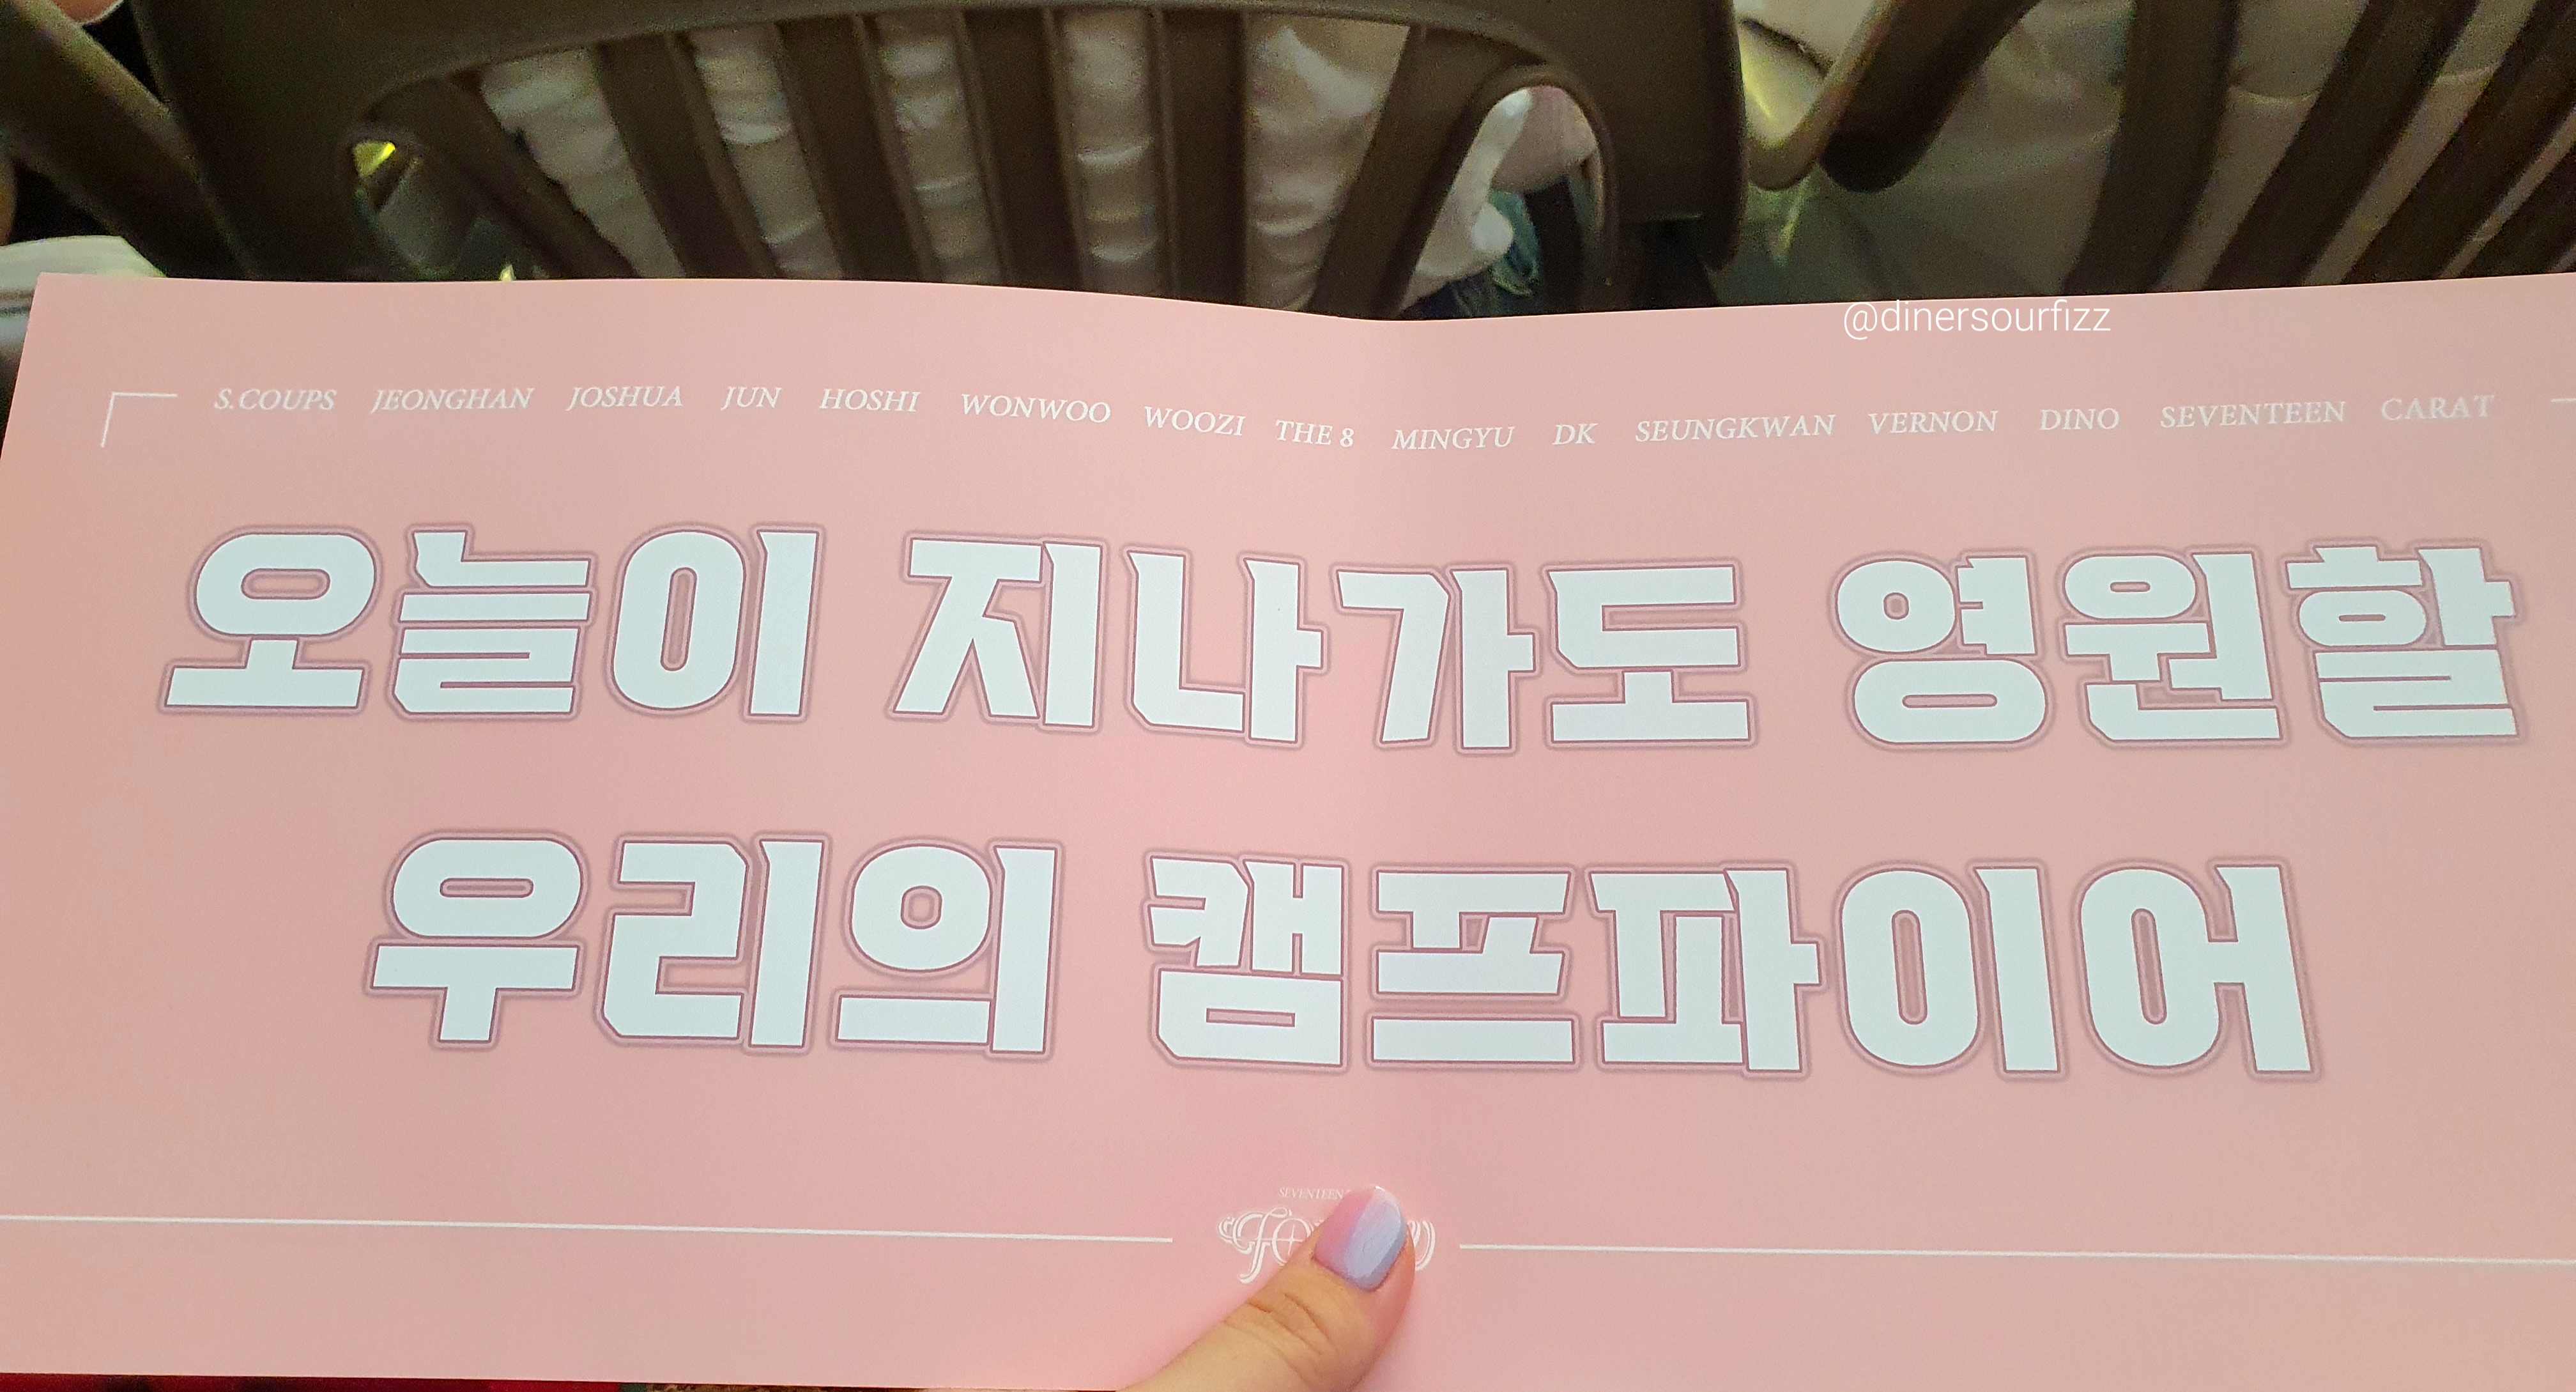 @dinersourfizz
S.COUPS JEONGHAN JOSHUA JUN HOSHI WONWOO WOOZI THE 8 MINGYU DK SEUNGKWAN VERNON DINO SEVENTEEN CARAT
오늘이 지나가도 영원할
우리의 캠프파이어
SEVENTEEN